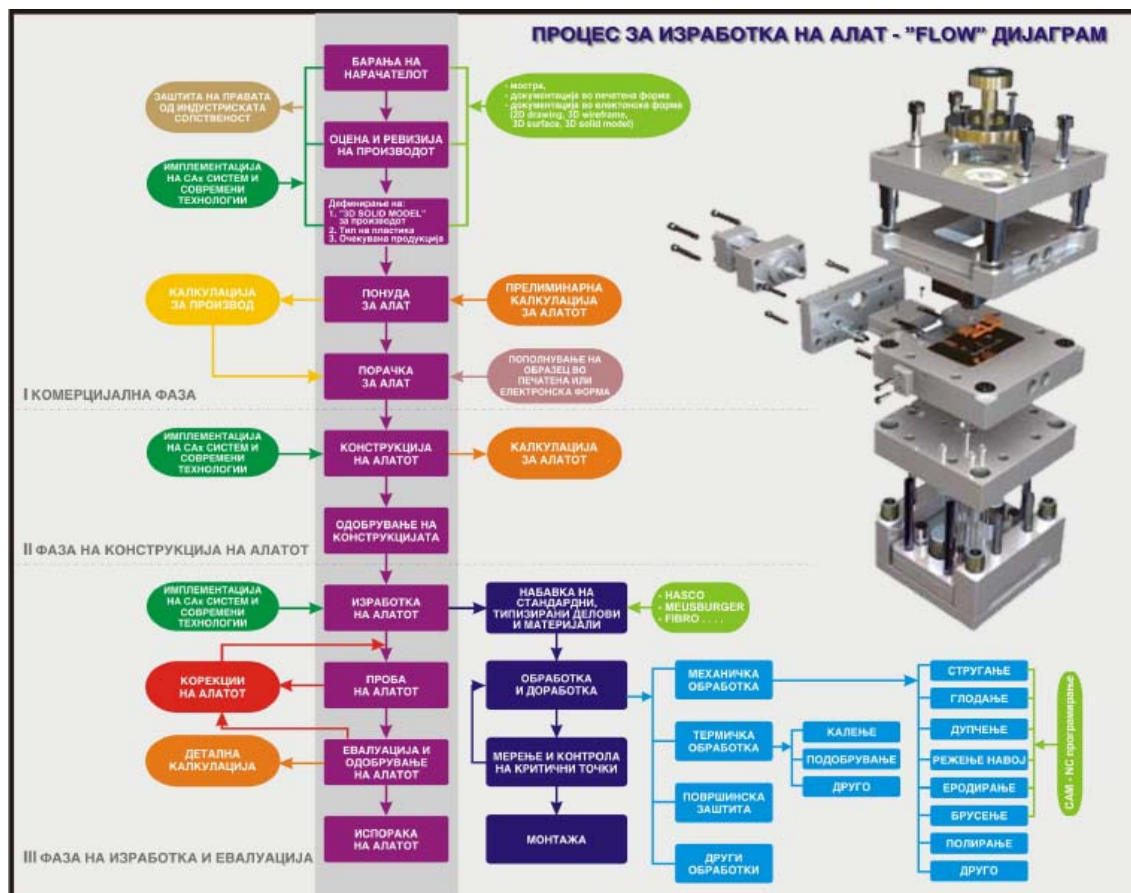 ПРОЦЕС ЗА ИЗРАБОТКА НА АЛАТ - "FLOW" ДИЈАГРАМ
БАРАЊА НА
НАРАЧАТЕЛОТ
ЗАШТИТА НА ПРАВАТА
ОД ИНДУСТРИСКАТА
СОПСТВЕНОСТ
- мостра,
- документација во печатена форма
- документација во електонска форма
(2D drawing, 3D wireframe,
3D surface, 3D solid model)
ОЦЕНА И РЕВИЗИЈА
НА ПРОИЗВОДОТ
ИМПЛЕМЕНТАЦИЈА
НА CAx СИСТЕМ И
СОВРЕМЕНИ
ТЕХНОЛОГИИ
Дефинирање на:
1. "3D SOLID MODEL"
за производот
2. Тип на пластика
3. Очекувана продукција
КАЛКУЛАЦИЈА
ЗА ПРОИЗВОД
ПОНУДА
ЗА АЛАТ
ПРЕЛИМИНАРНА
КАЛКУЛАЦИЈА
ЗА АЛАТОТ
ПОРАЧКА
ЗА АЛАТ
ПОПОЛНУВАЊЕ НА
ОБРАЗЕЦ ВО
ПЕЧАТЕНА ИЛИ
ЕЛЕКТРОНСКА ФОРМА
I КОМЕРЦИЈАЛНА ФАЗА
ИМПЛЕМЕНТАЦИЈА
НА CAx СИСТЕМ И
СОВРЕМЕНИ
ТЕХНОЛОГИИ
КОНСТРУКЦИЈА
НА АЛАТОТ
КАЛКУЛАЦИЈА
ЗА АЛАТОТ
ОДОБРУВАЊЕ НА
КОНСТРУКЦИЈАТА
II ФАЗА НА КОНСТРУКЦИЈА НА АЛАТОТ
ИМПЛЕМЕНТАЦИЈА
НА CAx СИСТЕМ И
СОВРЕМЕНИ
ТЕХНОЛОГИИ
ИЗРАБОТКА
НА АЛАТОТ
НАБАВКА НА
СТАНДАРДНИ,
ТИПИЗИРАНИ ДЕЛОВИ
И МАТЕРИЈАЛИ
- HASCO
- MEUSBURGER
- FIBRO . . . .
КОРЕКЦИИ
НА АЛАТОТ
ПРОБА
НА АЛАТОТ
ОБРАБОТКА
И ДОРАБОТКА
МЕХАНИЧКА
ОБРАБОТКА
СТРУГАЊЕ
ГЛОДАЊЕ
ДУПЧЕЊЕ
РЕЖЕЊЕ НАВОЈ
ЕРОДИРАЊЕ
БРУСЕЊЕ
ПОЛИРАЊЕ
ДРУГО
CAM - NC програмирање
ДЕТАЛНА
КАЛКУЛАЦИЈА
ЕВАЛУАЦИЈА И
ОДОБРУВАЊЕ
НА АЛАТОТ
МЕРЕЊЕ И КОНТРОЛА
НА КРИТИЧНИ ТОЧКИ
ТЕРМИЧКА
ОБРАБОТКА
КАЛЕЊЕ
ПОДОБРУВАЊЕ
ДРУГО
ПОВРШИНСКА
ЗАШТИТА
ИСПОРАКА
НА АЛАТОТ
МОНТАЖА
ДРУГИ
ОБРАБОТКИ
III ФАЗА НА ИЗРАБОТКА И ЕВАЛУАЦИЈА